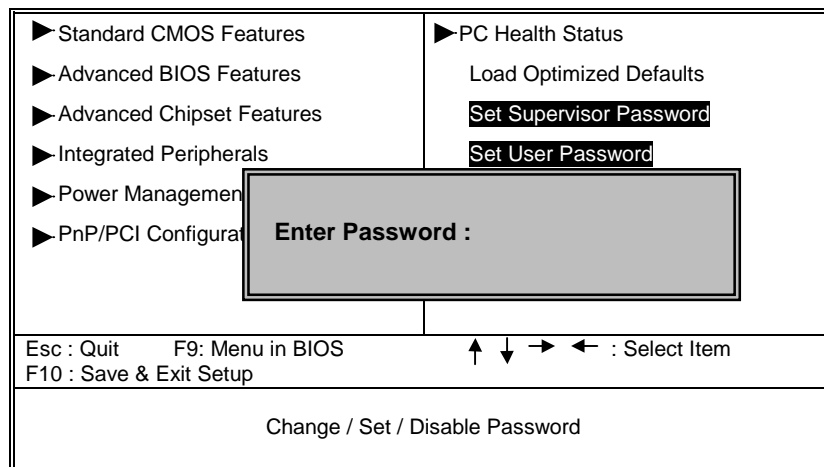 Standard CMOS Features
Advanced BIOS Features
Advanced Chipset Features
Integrated Peripherals
Power Managemen
PnP/PCI Configurat
PC Health Status
Load Optimized Defaults
Set Supervisor Password
Set User Password
Enter Password :
Esc : Quit F9: Menu in BIOS ↑ ↓ → ← : Select Item
F10 : Save & Exit Setup
Change / Set / Disable Password